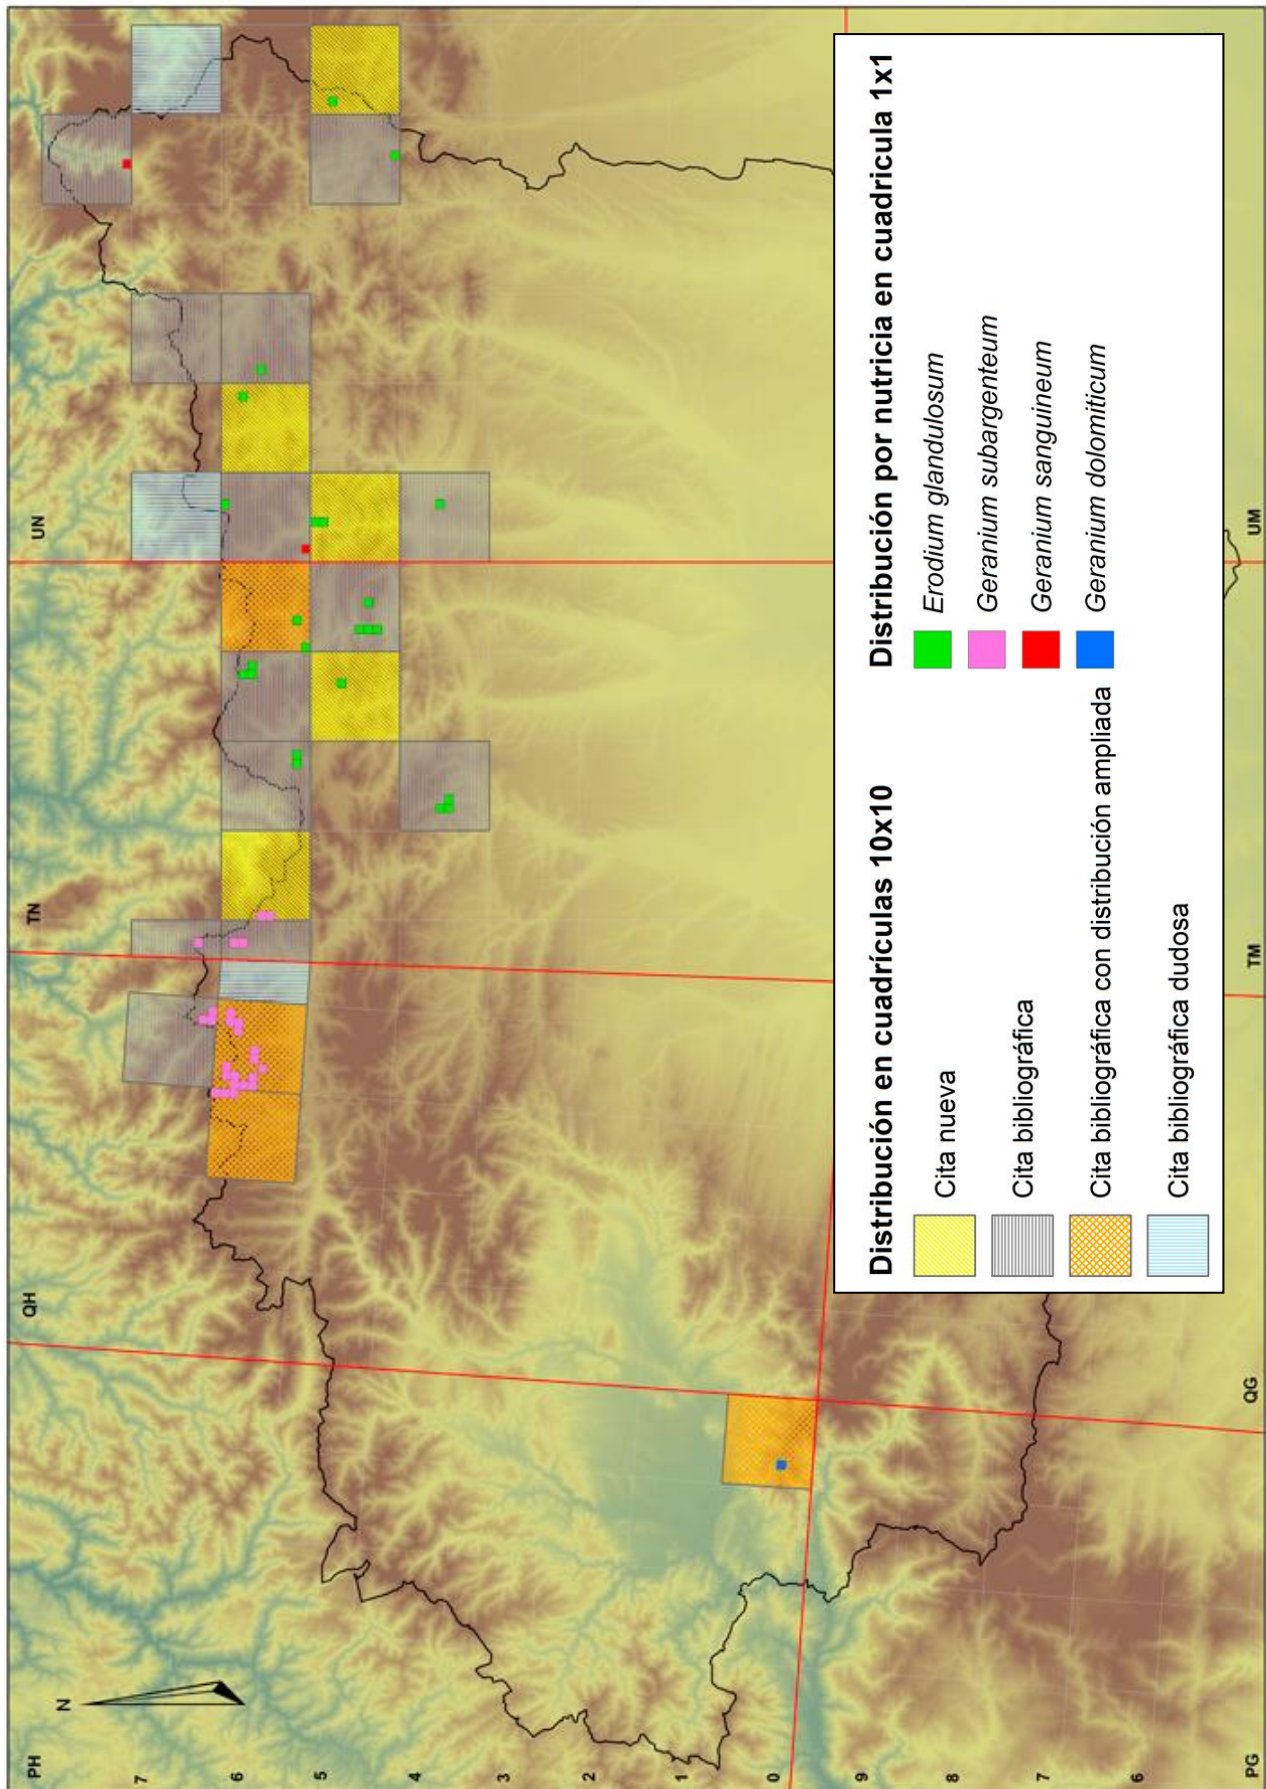 PH
QH
TN
UN
N
7
6
5
4
3
2
1
0
9
8
7
6
PG
QG
TM
UM
Distribución en cuadrículas 10x10
Cita nueva
Cita bibliográfica
Cita bibliográfica con distribución ampliada
Cita bibliográfica dudosa
Distribución por nutricia en cuadricula 1x1
Erodium glandulosum
Geranium subargenteum
Geranium sanguineum
Geranium dolomiticum